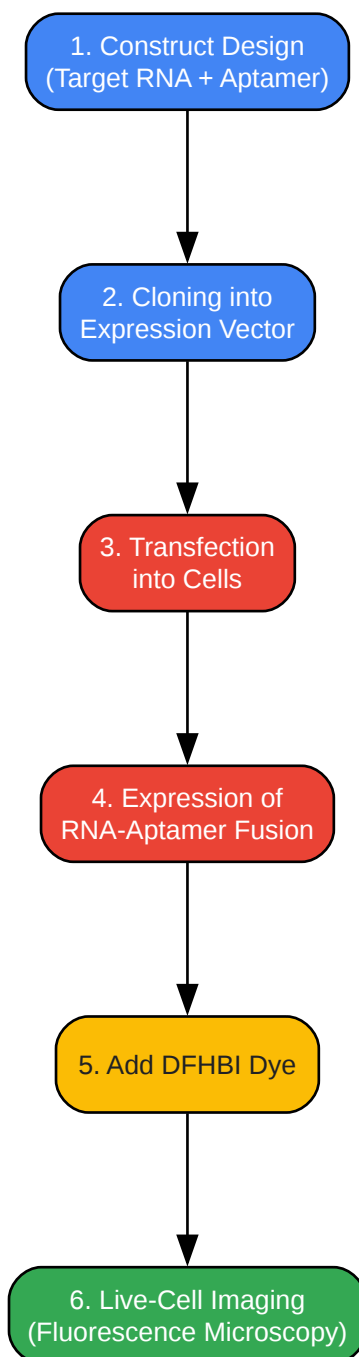 1. Construct Design
(Target RNA + Aptamer)
2. Cloning into
Expression Vector
3. Transfection
into Cells
4. Expression of
RNA-Aptamer Fusion
5. Add DFHBI Dye
6. Live-Cell Imaging
(Fluorescence Microscopy)